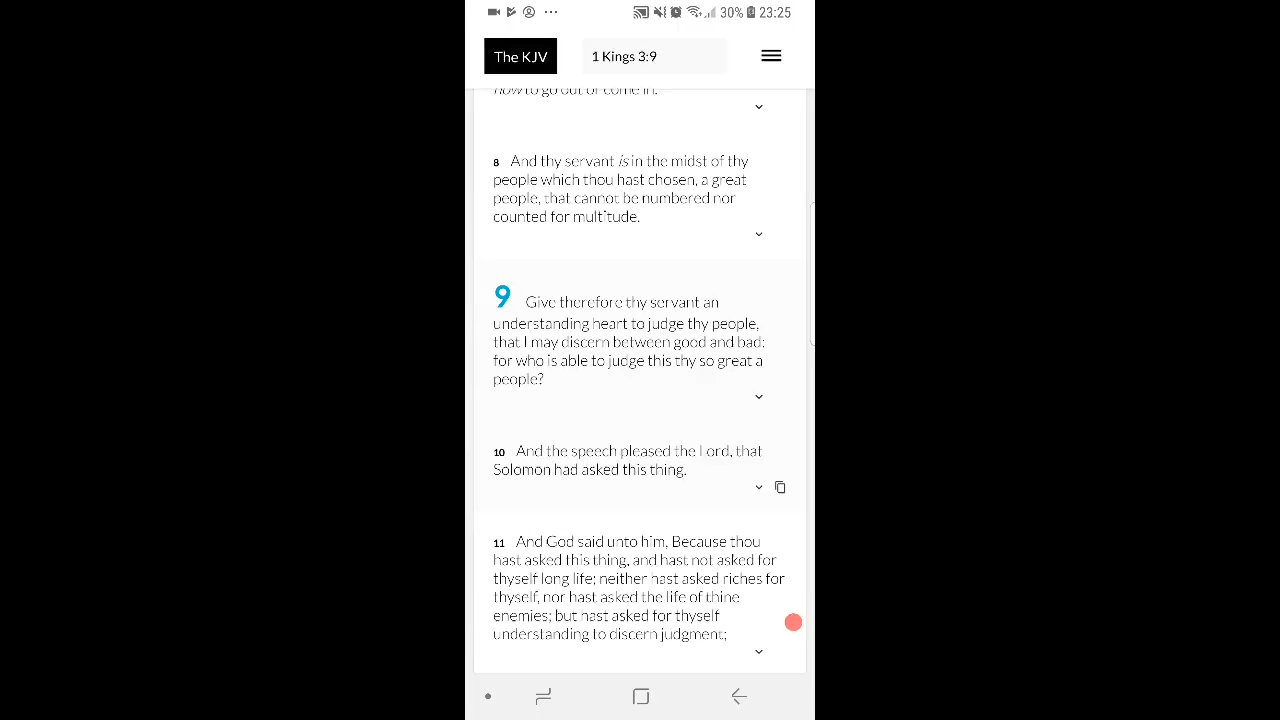 30% 23:25
The KJV
1 Kings 3:9
how to go out or come in.
8 And thy servant is in the midst of thy
people which thou hast chosen, a great
people, that cannot be numbered nor
counted for multitude.
9 Give therefore thy servant an
understanding heart to judge thy people,
that I may discern between good and bad:
for who is able to judge this thy so great a
people?
10 And the speech pleased the Lord, that
Solomon had asked this thing.
11 And God said unto him, Because thou
hast asked this thing, and hast not asked for
thyself long life; neither hast asked riches for
thyself, nor hast asked the life of thine
enemies; but hast asked for thyself
understanding to discern judgment;